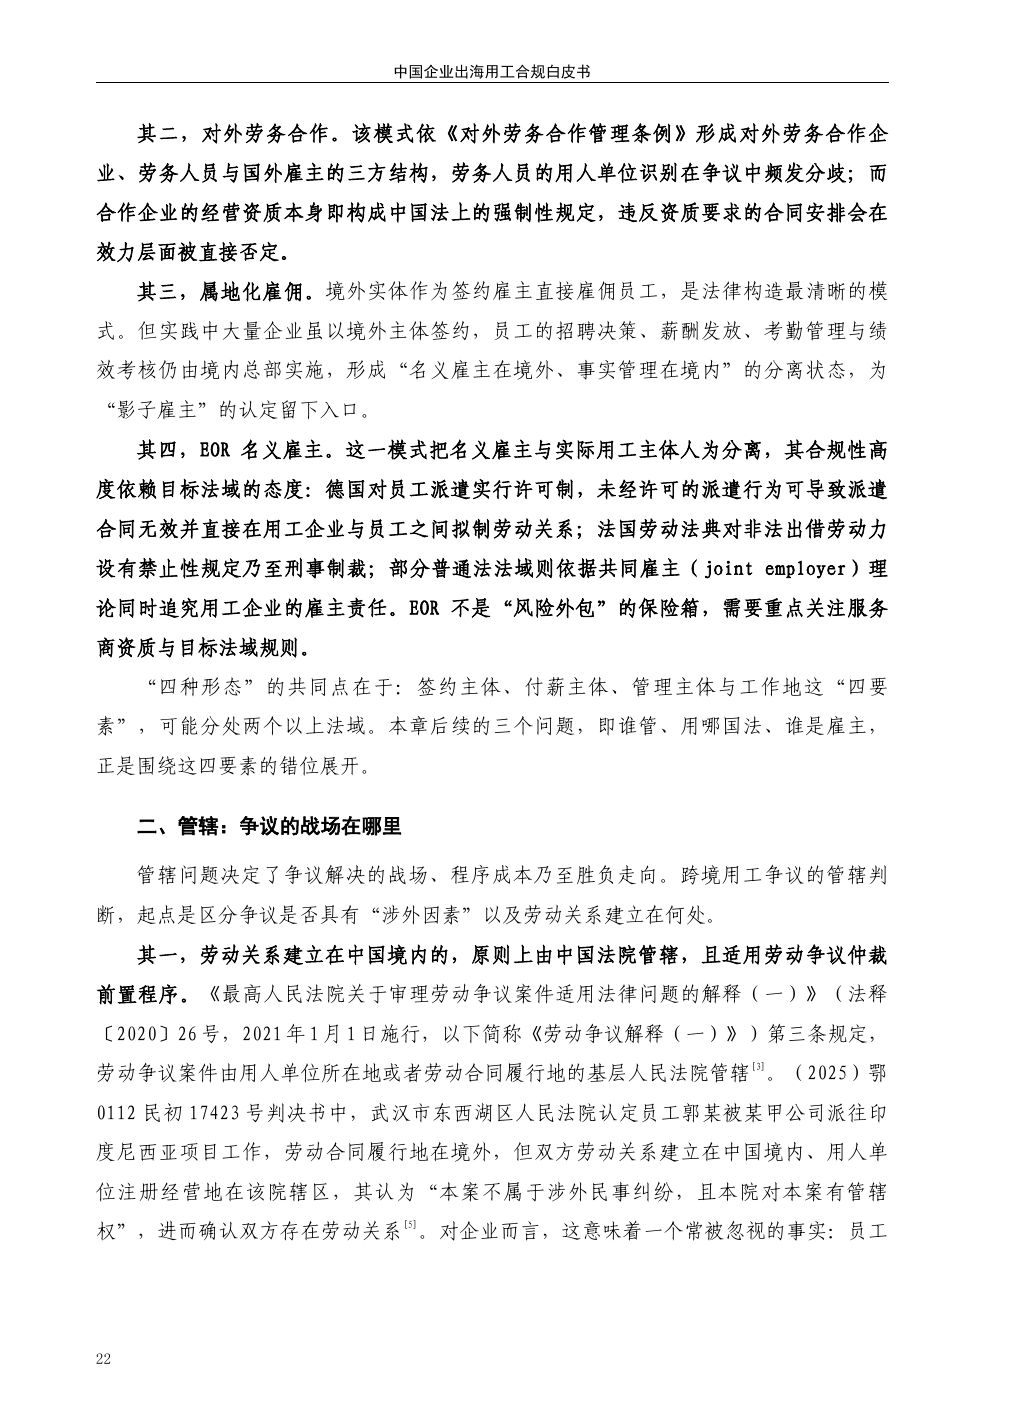 中国企业出海用工合规白皮书
其二，对外劳务合作。该模式依《对外劳务合作管理条例》形成对外劳务合作企
业、劳务人员与国外雇主的三方结构，劳务人员的用人单位识别在争议中频发分歧；而
合作企业的经营资质本身即构成中国法上的强制性规定，违反资质要求的合同安排会在
效力层面被直接否定。
其三，属地化雇佣。境外实体作为签约雇主直接雇佣员工，是法律构造最清晰的模
式。但实践中大量企业虽以境外主体签约，员工的招聘决策、薪酬发放、考勤管理与绩
效考核仍由境内总部实施，形成“名义雇主在境外、事实管理在境内”的分离状态，为
“影子雇主”的认定留下入口。
其四，EOR 名义雇主。这一模式把名义雇主与实际用工主体人为分离，其合规性高
度依赖目标法域的态度：德国对员工派遣实行许可制，未经许可的派遣行为可导致派遣
合同无效并直接在用工企业与员工之间拟制劳动关系；法国劳动法典对非法出借劳动力
设有禁止性规定乃至刑事制裁；部分普通法法域则依据共同雇主（joint employer）理
论同时追究用工企业的雇主责任。EOR 不是“风险外包”的保险箱，需要重点关注服务
商资质与目标法域规则。
“四种形态”的共同点在于：签约主体、付薪主体、管理主体与工作地这“四要
素”，可能分处两个以上法域。本章后续的三个问题，即谁管、用哪国法、谁是雇主，
正是围绕这四要素的错位展开。
二、管辖：争议的战场在哪里
管辖问题决定了争议解决的战场、程序成本乃至胜负走向。跨境用工争议的管辖判
断，起点是区分争议是否具有“涉外因素”以及劳动关系建立在何处。
其一，劳动关系建立在中国境内的，原则上由中国法院管辖，且适用劳动争议仲裁
前置程序。《最高人民法院关于审理劳动争议案件适用法律问题的解释（一）》（法释
〔2020〕26 号，2021 年 1 月 1 日施行，以下简称《劳动争议解释（一）》）第三条规定，
劳动争议案件由用人单位所在地或者劳动合同履行地的基层人民法院管辖[3]。（2025）鄂
0112 民初 17423 号判决书中，武汉市东西湖区人民法院认定员工郭某被某甲公司派往印
度尼西亚项目工作，劳动合同履行地在境外，但双方劳动关系建立在中国境内、用人单
位注册经营地在该院辖区，其认为“本案不属于涉外民事纠纷，且本院对本案有管辖
权”，进而确认双方存在劳动关系[5]。对企业而言，这意味着一个常被忽视的事实：员工
22